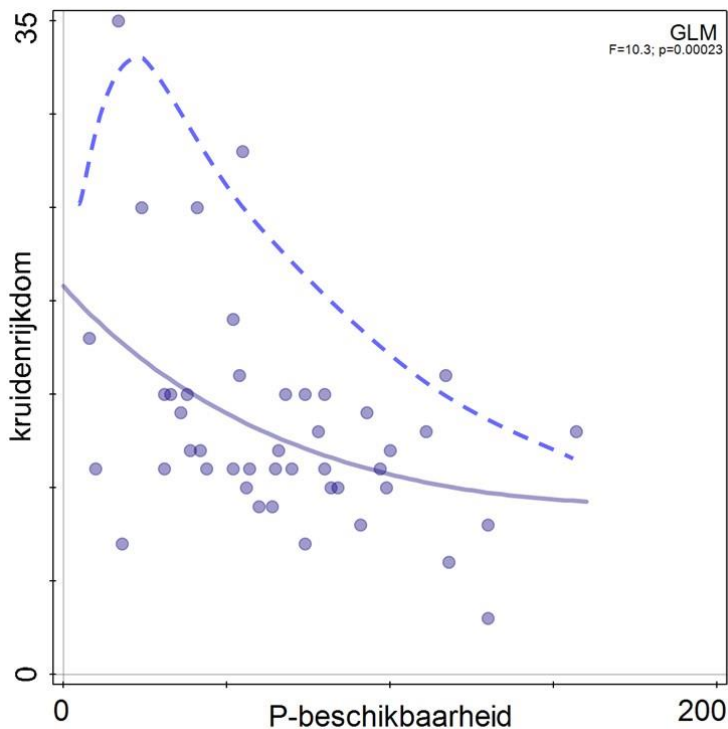 35
GLM
F=10.3; p=0.00023
kruidenrijkdom
0
0
P-beschikbaarheid
200